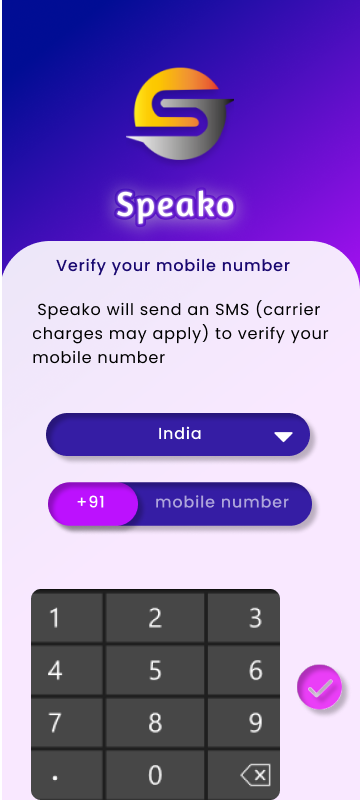 Speako
Verify your mobile number
Speako will send an SMS (carrier
charges may apply) to verify your
mobile number
India
+91 mobile number
1 2 3
4 5 6
7 8 9
. 0